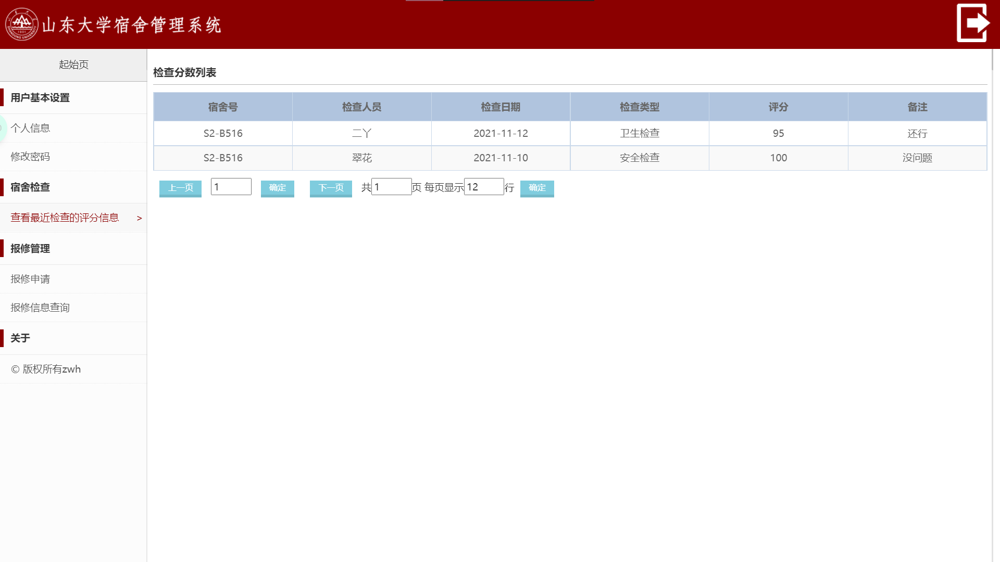 山东大学宿舍管理系统
起始页
用户基本设置
个人信息
修改密码
宿舍检查
查看最近检查的评分信息 >
报修管理
报修申请
报修信息查询
关于
© 版权所有zwh
检查分数列表
宿舍号 检查人员 检查日期 检查类型 评分 备注
S2-B516 二丫 2021-11-12 卫生检查 95 还行
S2-B516 翠花 2021-11-10 安全检查 100 没问题
上一页 1 确定 下一页 共1页 每页显示12行 确定